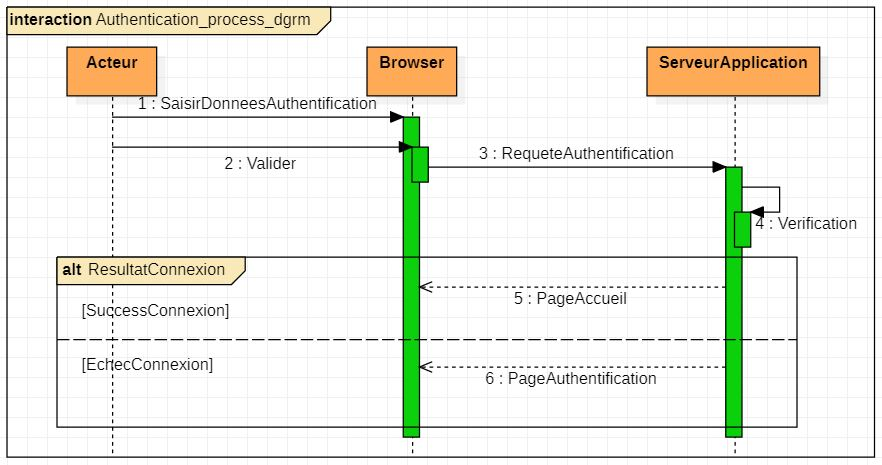 interaction Authentication_process_dgrm
Acteur
Browser
ServeurApplication
1 : SaisirDonneesAuthentification
2 : Valider
3 : RequeteAuthentification
4 : Verification
alt ResultatConnexion
5 : PageAccueil
[SuccessConnexion]
[EchecConnexion]
6 : PageAuthentification